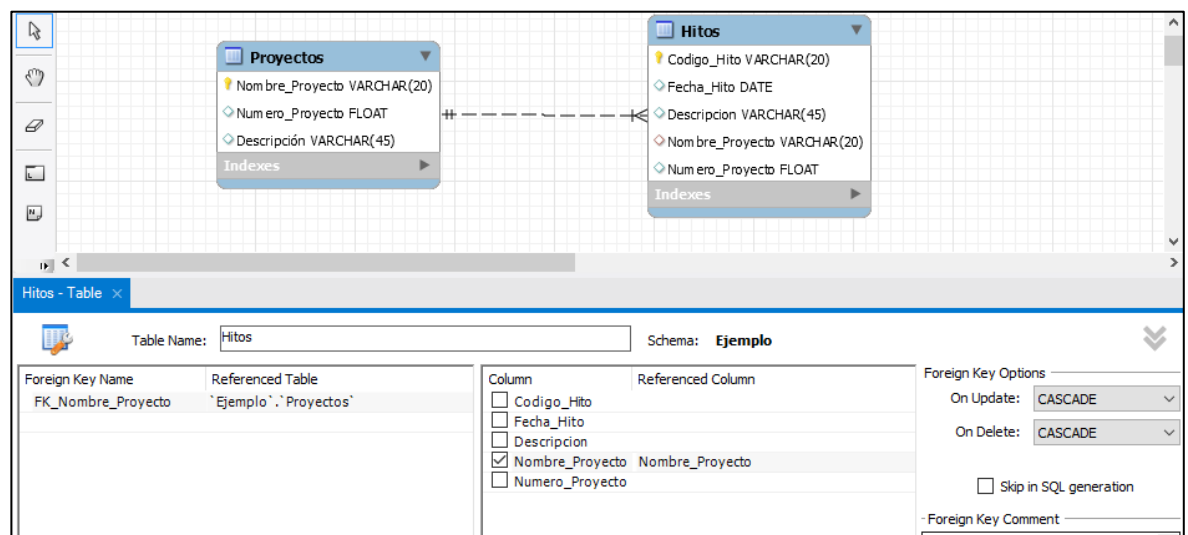 Proyectos
Nombre_Proyecto VARCHAR(20)
Numero_Proyecto FLOAT
Descripción VARCHAR(45)
Indexes
Hitos
Codigo_Hito VARCHAR(20)
Fecha_Hito DATE
Descripcion VARCHAR(45)
Nombre_Proyecto VARCHAR(20)
Numero_Proyecto FLOAT
Indexes
Hitos - Table
Table Name: Hitos Schema: Ejemplo
Foreign Key Name Referenced Table
FK_Nombre_Proyecto `Ejemplo`.`Proyectos`
Column Referenced Column
Codigo_Hito
Fecha_Hito
Descripcion
Nombre_Proyecto Nombre_Proyecto
Numero_Proyecto
Foreign Key Options
On Update: CASCADE
On Delete: CASCADE
Skip in SQL generation
Foreign Key Comment